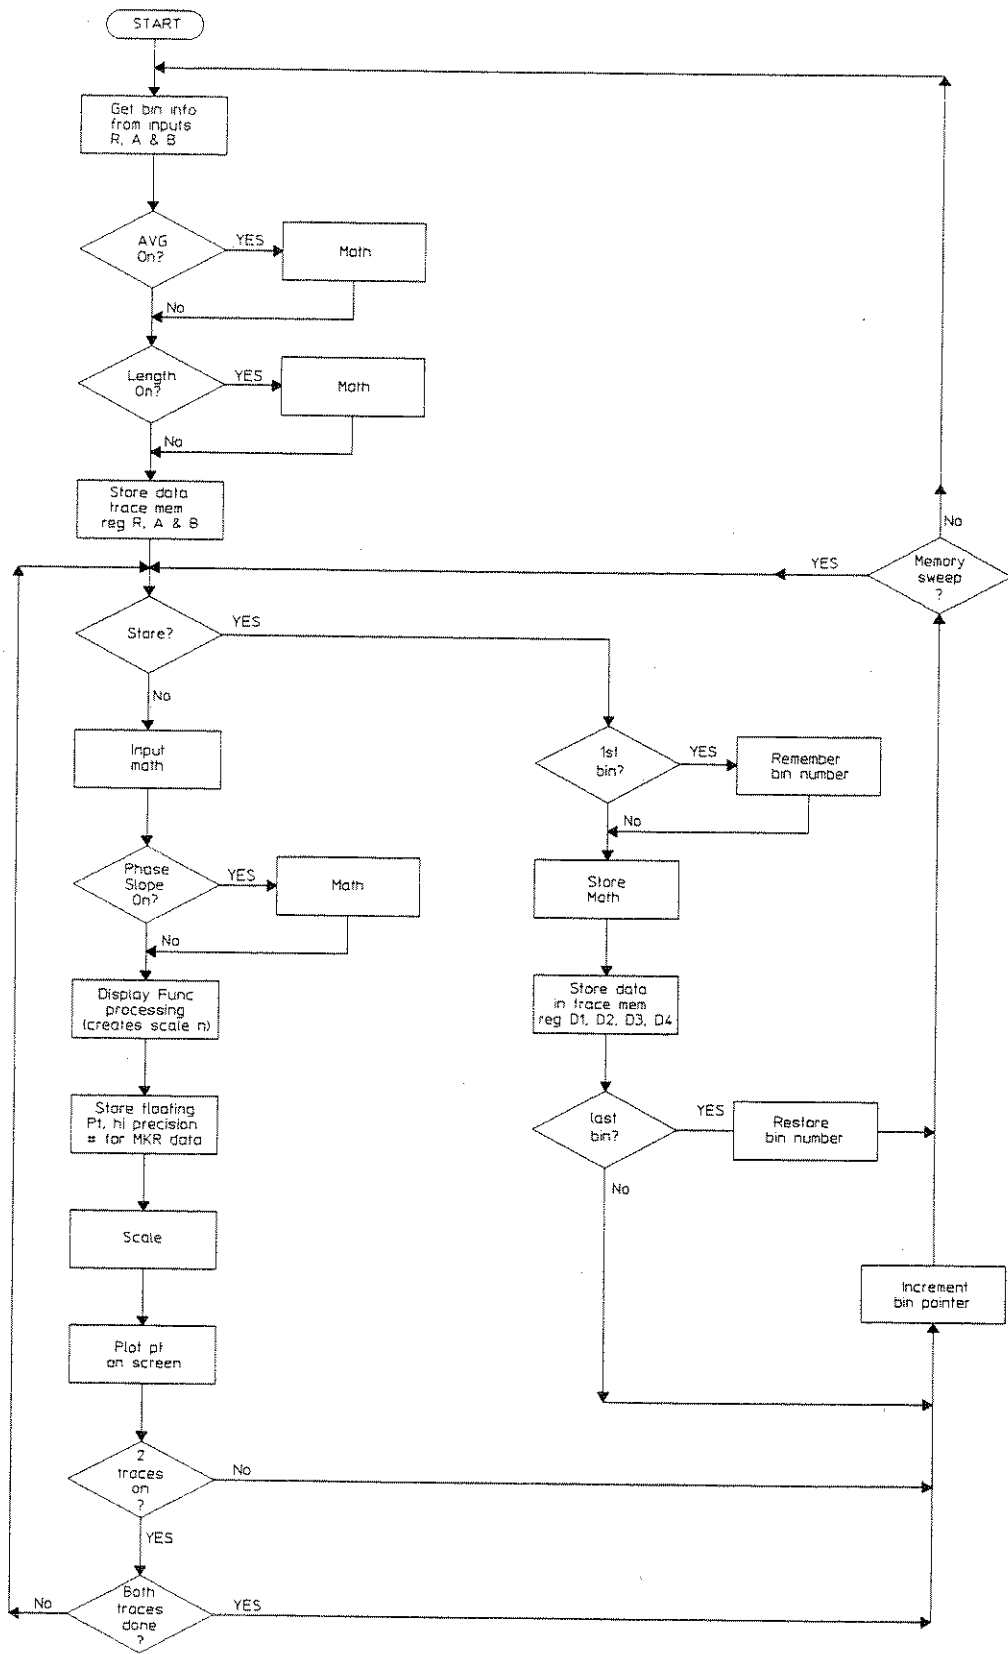 START
Get bin info
from inputs
R, A & B
AVG
On?
YES
Math
No
Length
On?
YES
Math
No
Store data
trace mem
reg R, A & B
No
Memory
sweep
?
YES
Store?
YES
No
Input
math
1st
bin?
YES
Remember
bin number
No
Phase
Slope
On?
YES
Math
No
Store
Math
Display Func
processing
(creates scale n)
Store data
in trace mem
reg D1, D2, D3, D4
Store floating
Pt, hi precision
# for MKR data
last
bin?
YES
Restore
bin number
No
Scale
Increment
bin pointer
Plot pt
on screen
2
traces
on
?
No
YES
Both
traces
done
?
No
YES